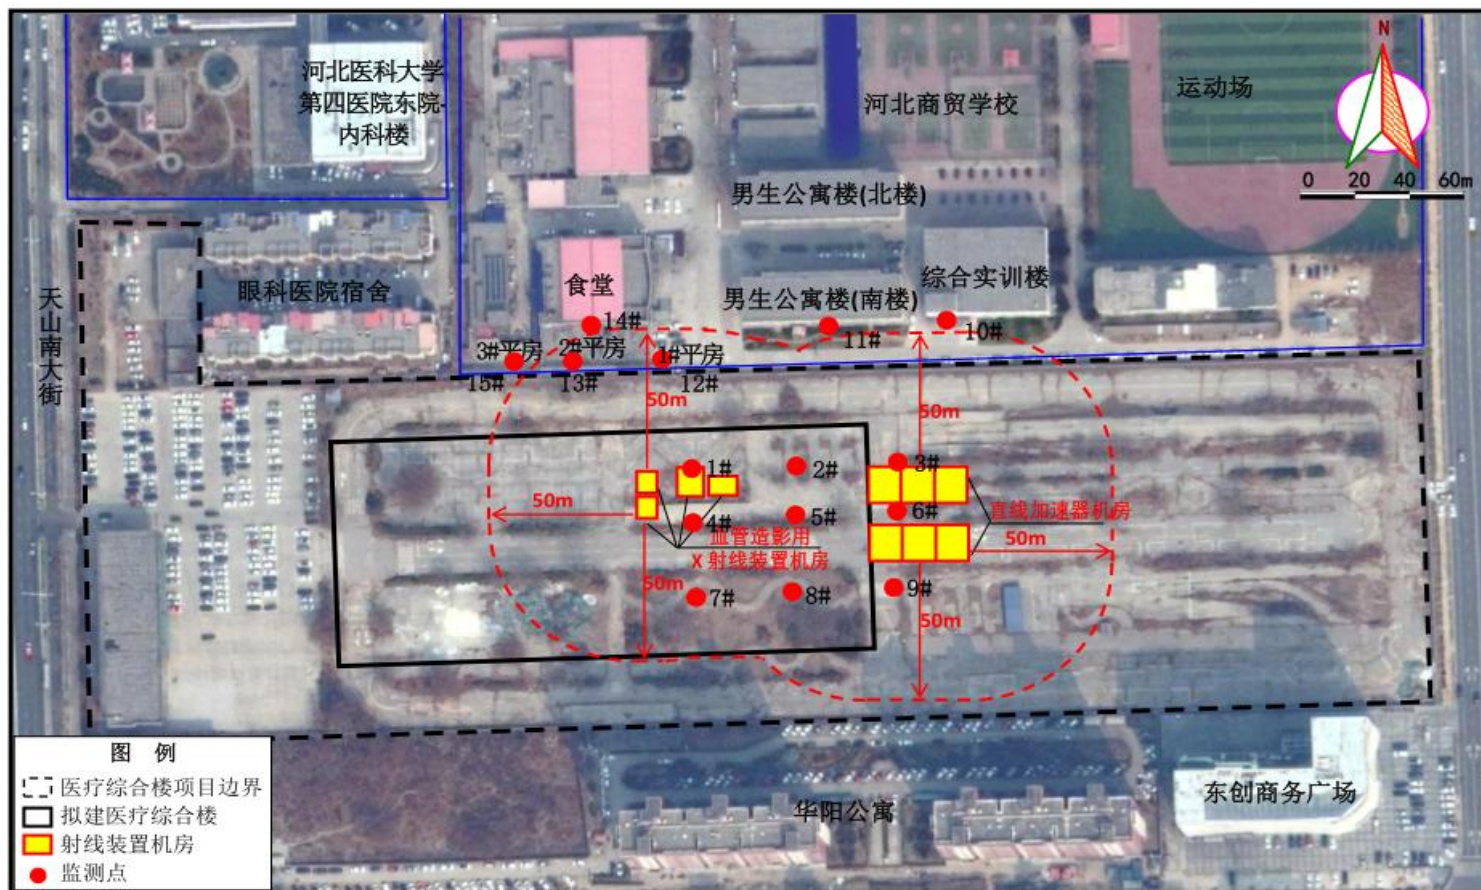 河北医科大学
第四医院东院
内科楼
河北商贸学校
运动场
N
0 20 40 60m
男生公寓楼(北楼)
天山南大街
眼科医院宿舍
食堂
男生公寓楼(南楼)
综合实训楼
14#
11#
10#
3#平房
2#平房
1#平房
15#
13#
12#
50m
50m
1#
2#
3#
50m
4#
5#
6#
直线加速器机房
血管造影用
X 射线装置机房
50m
50m
7#
8#
9#
50m
图 例
医疗综合楼项目边界
拟建医疗综合楼
射线装置机房
监测点
华阳公寓
东创商务广场